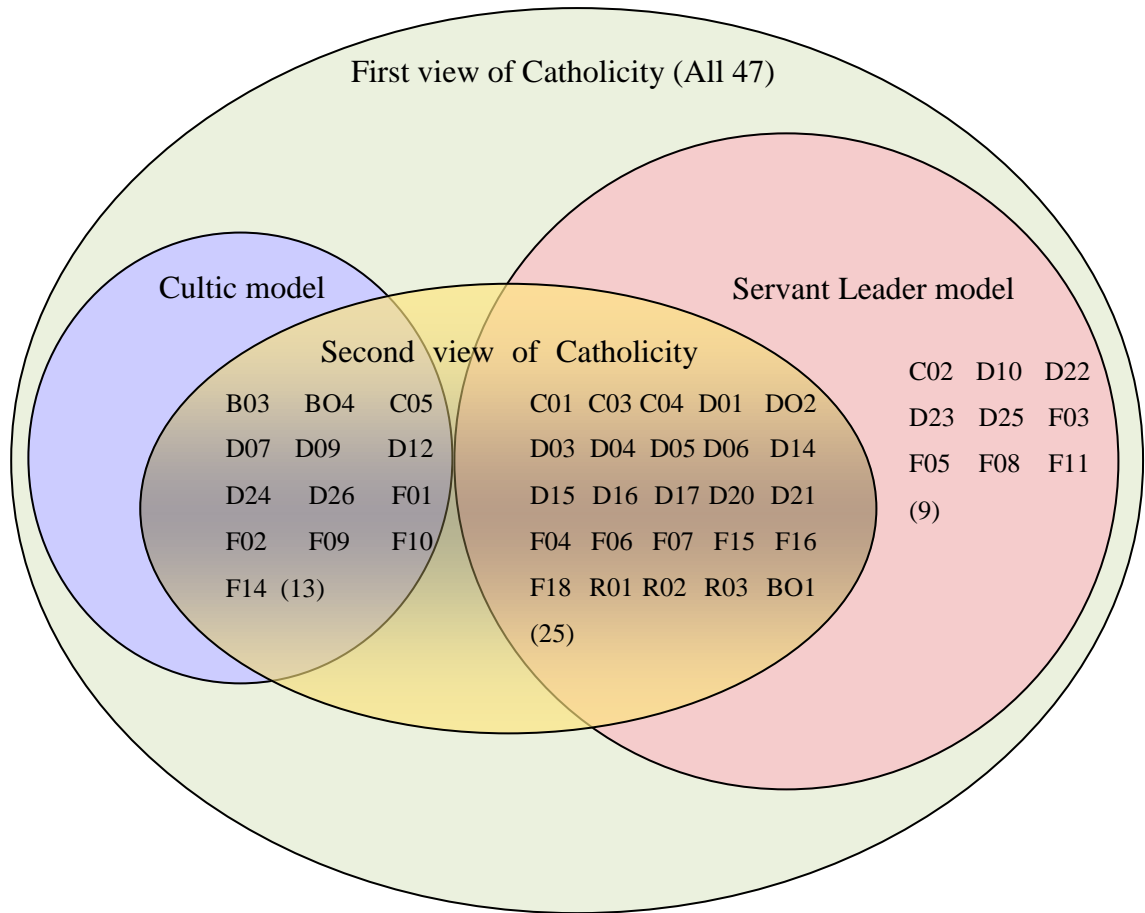 First view of Catholicity (All 47)
Cultic model
Servant Leader model
Second view of Catholicity
B03 BO4 C05
D07 D09 D12
D24 D26 F01
F02 F09 F10
F14 (13)
C01 C03 C04 D01 DO2
D03 D04 D05 D06 D14
D15 D16 D17 D20 D21
F04 F06 F07 F15 F16
F18 R01 R02 R03 BO1
(25)
C02 D10 D22
D23 D25 F03
F05 F08 F11
(9)